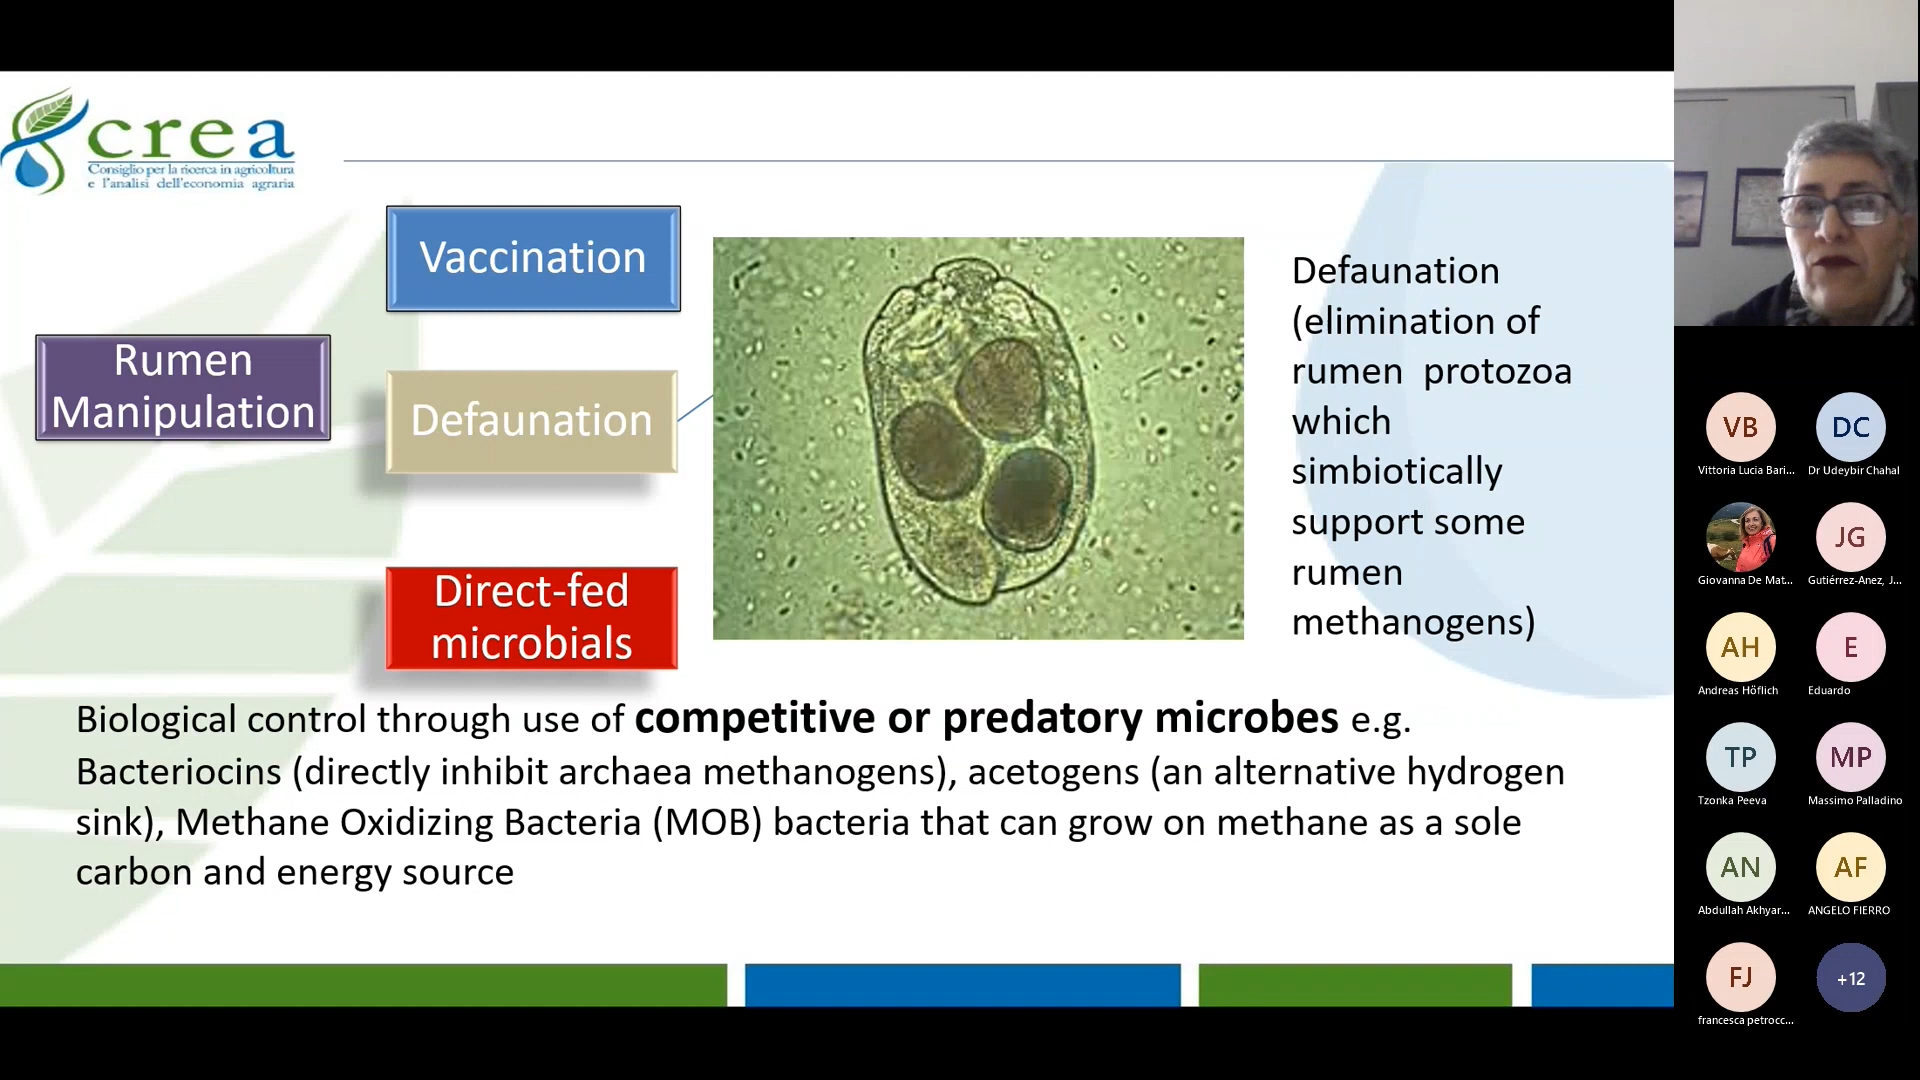 crea
Consiglio per la ricerca in agricoltura
e l'analisi dell'economia agraria
Vaccination
Rumen
Manipulation
Defaunation
Direct-fed
microbials
Defaunation
(elimination of
rumen protozoa
which
simbiotically
support some
rumen
methanogens)
Biological control through use of competitive or predatory microbes e.g.
Bacteriocins (directly inhibit archaea methanogens), acetogens (an alternative hydrogen
sink), Methane Oxidizing Bacteria (MOB) bacteria that can grow on methane as a sole
carbon and energy source
VB
Vittoria Lucia Bari...
DC
Dr Udeybir Chahal
Giovanna De Mat...
JG
Gutiérrez-Anez, J...
AH
Andreas Höflich
E
Eduardo
TP
Tzonka Peeva
MP
Massimo Palladino
AN
Abdullah Akhyar...
AF
ANGELO FIERRO
FJ
francesca petrocc...
+12